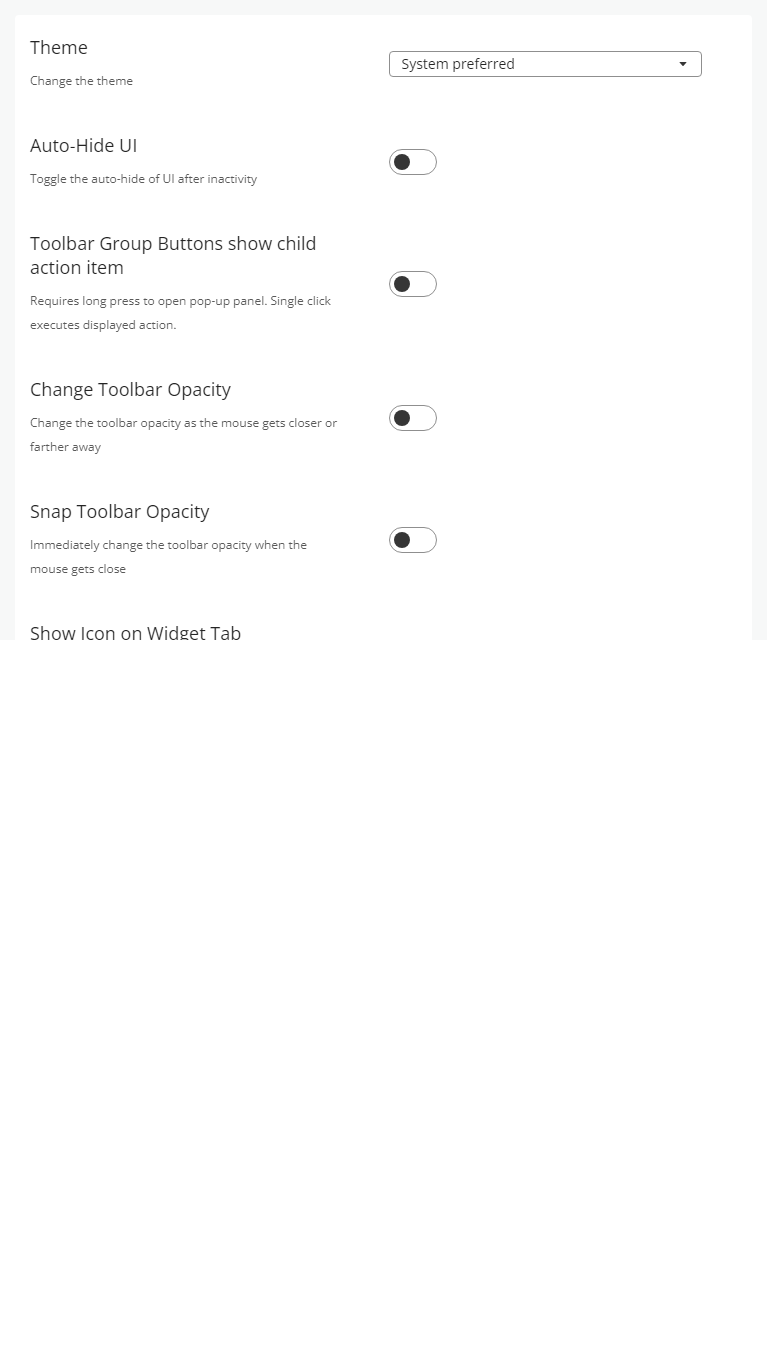 Theme
Change the theme
System preferred
Auto-Hide UI
Toggle the auto-hide of UI after inactivity
Toolbar Group Buttons show child
action item
Requires long press to open pop-up panel. Single click
executes displayed action.
Change Toolbar Opacity
Change the toolbar opacity as the mouse gets closer or
farther away
Snap Toolbar Opacity
Immediately change the toolbar opacity when the
mouse gets close
Show Icon on Widget Tab